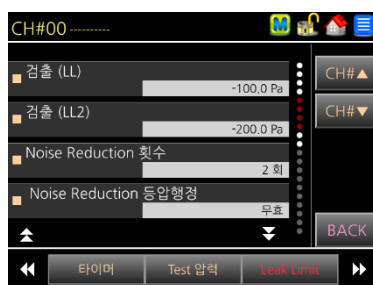 CH#00 ----------
M
검출 (LL)
-100.0 Pa
CH#▲
검출 (LL2)
-200.0 Pa
CH#▼
Noise Reduction 횟수
2 회
Noise Reduction 등압행정
무효
BACK
타이머 Test 압력 Leak Limit